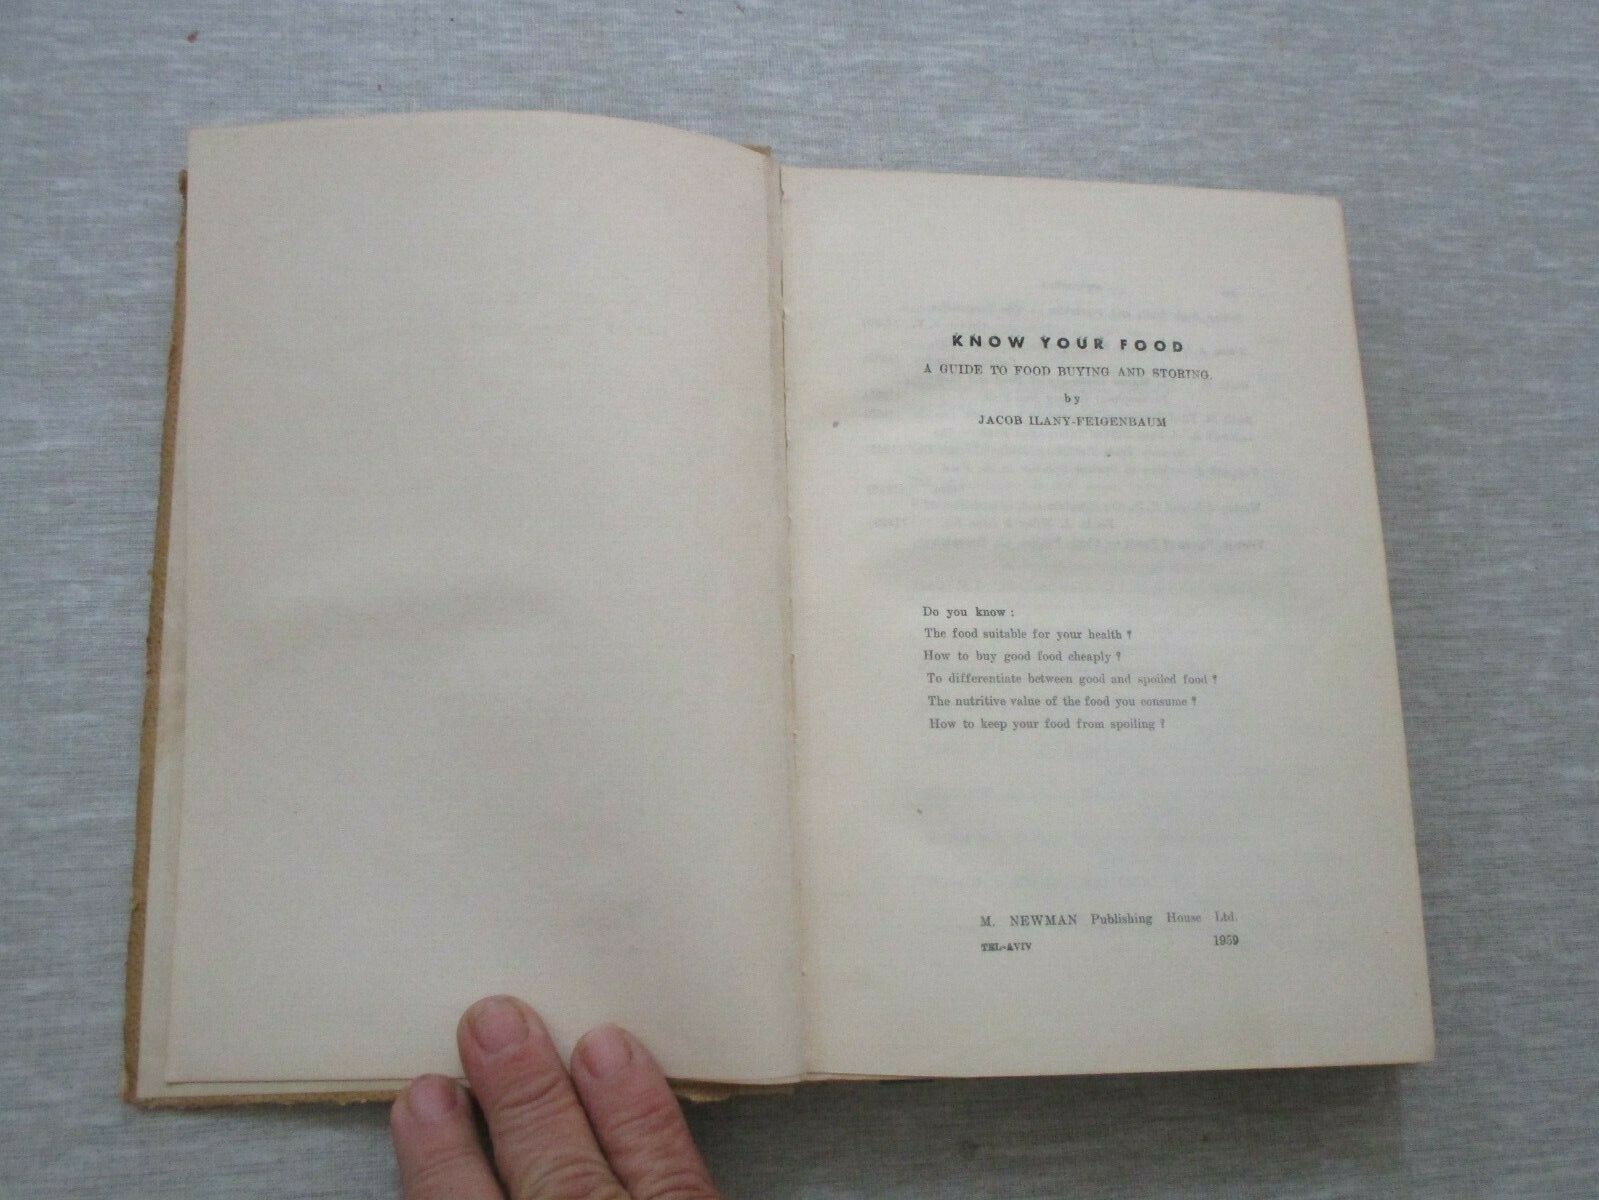 KNOW YOUR FOOD
A GUIDE TO FOOD BUYING AND STORING.
by
JACOB ILANY-FEIGENBAUM
Do you know :
The food suitable for your health ?
How to buy good food cheaply ?
To differentiate between good and spoiled food ?
The nutritive value of the food you consume ?
How to keep your food from spoiling ?
M. NEWMAN Publishing House Ltd.
TEL-AVIV 1959